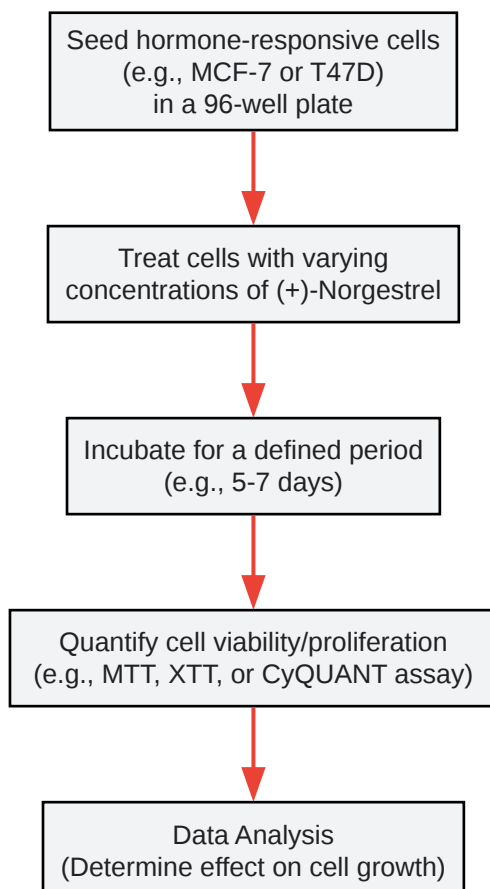 Seed hormone-responsive cells
(e.g., MCF-7 or T47D)
in a 96-well plate
Treat cells with varying
concentrations of (+)-Norgestrel
Incubate for a defined period
(e.g., 5-7 days)
Quantify cell viability/proliferation
(e.g., MTT, XTT, or CyQUANT assay)
Data Analysis
(Determine effect on cell growth)